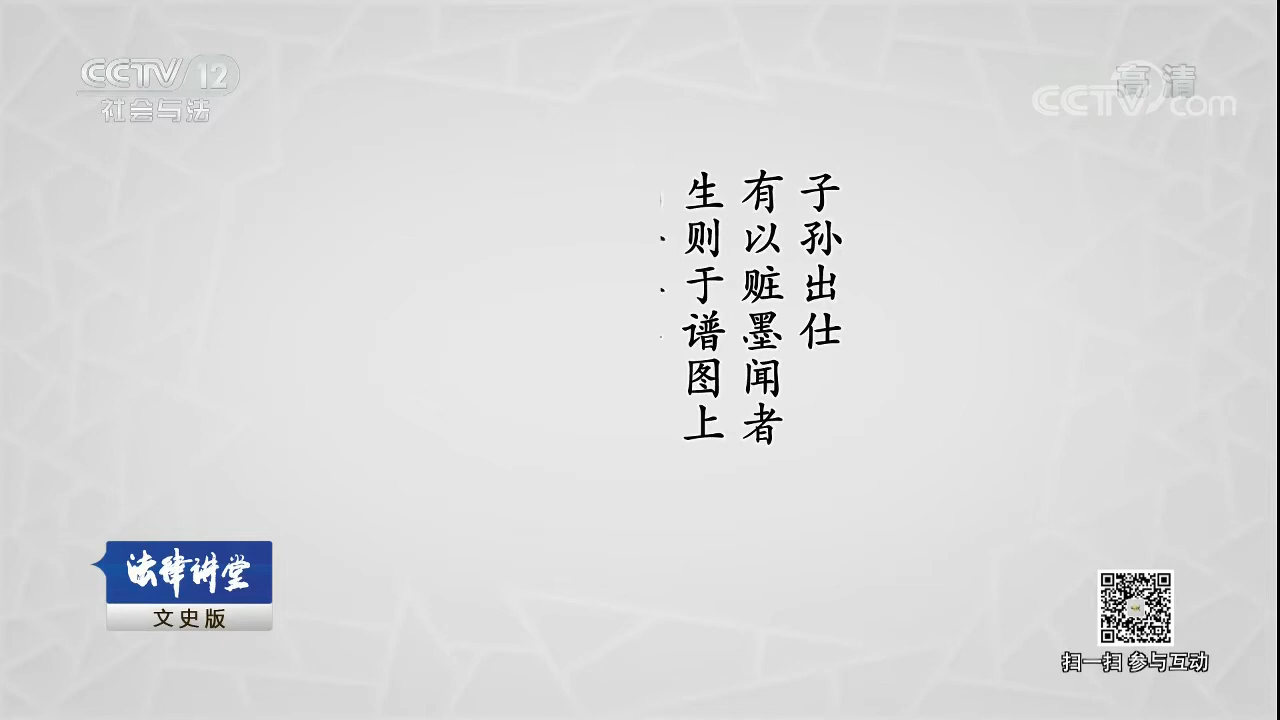 CCTV 12
社会与法
高清
CCTV.com
子孙出仕
有以赃墨闻者
生则于谱图上
法律讲堂
文史版
扫一扫 参与互动